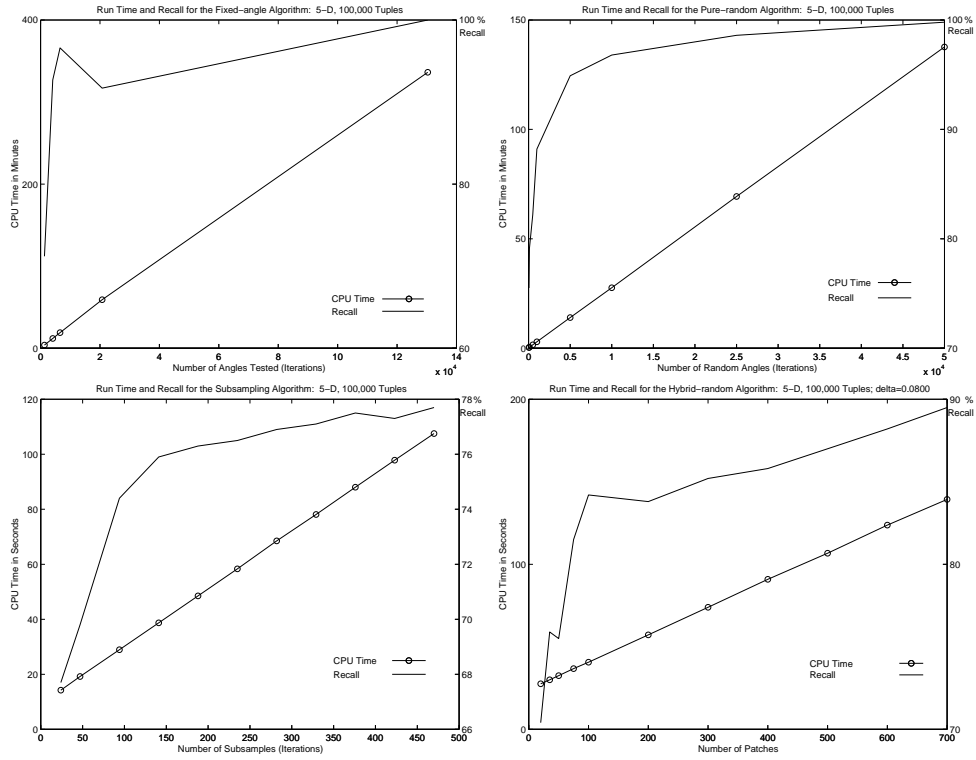 Run Time and Recall for the Fixed−angle Algorithm: 5−D, 100,000 Tuples
400
200
0
100 %
Recall
80
60
CPU Time in Minutes
CPU Time
Recall
0 2 4 6 8 10 12 14
x 10^4
Number of Angles Tested (Iterations)
Run Time and Recall for the Pure−random Algorithm: 5−D, 100,000 Tuples
150
100
50
0
100 %
Recall
90
80
70
CPU Time in Minutes
CPU Time
Recall
0 0.5 1 1.5 2 2.5 3 3.5 4 4.5 5
x 10^4
Number of Random Angles (Iterations)
Run Time and Recall for the Subsampling Algorithm: 5−D, 100,000 Tuples
120
100
80
60
40
20
0
78%
Recall
76
74
72
70
68
66
CPU Time in Seconds
CPU Time
Recall
0 50 100 150 200 250 300 350 400 450 500
Number of Subsamples (Iterations)
Run Time and Recall for the Hybrid−random Algorithm: 5−D, 100,000 Tuples; delta=0.0800
200
100
0
90 %
Recall
80
70
CPU Time in Seconds
CPU Time
Recall
0 100 200 300 400 500 600 700
Number of Patches